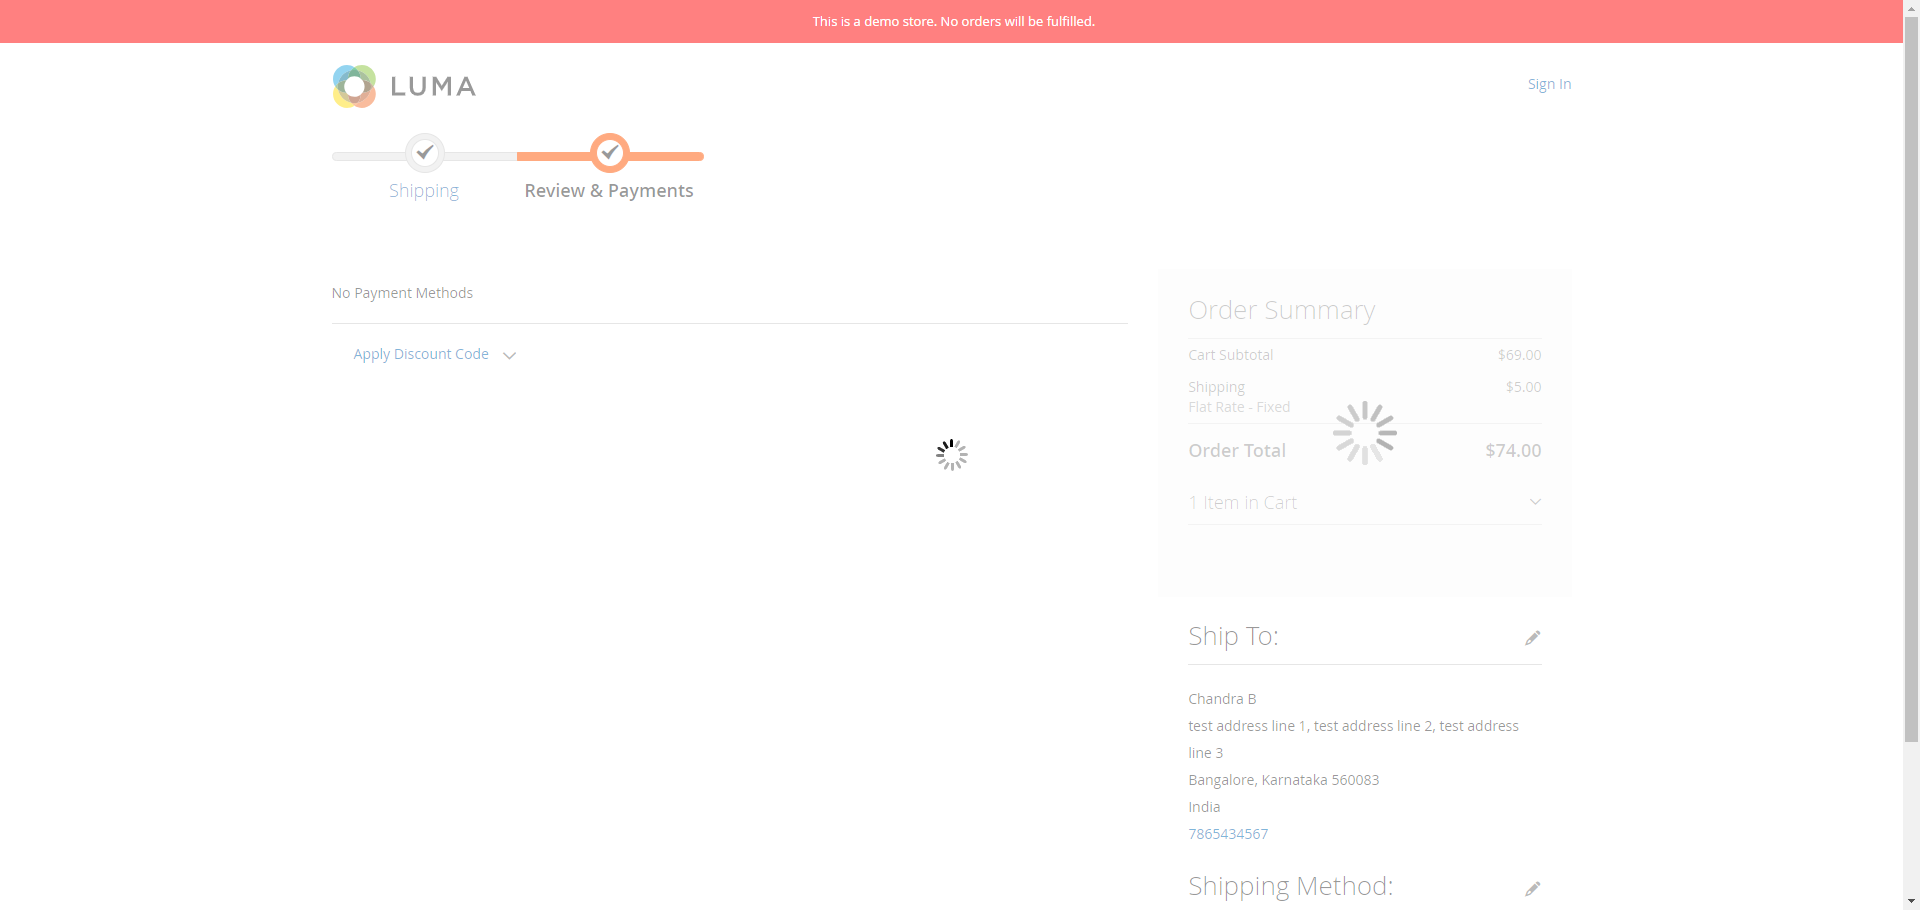 This is a demo store. No orders will be fulfilled.
LUMA
Sign In
Shipping
Review & Payments
No Payment Methods
Apply Discount Code
Order Summary
Cart Subtotal $69.00
Shipping $5.00
Flat Rate - Fixed
Order Total $74.00
1 Item in Cart
Ship To:
Chandra B
test address line 1, test address line 2, test address
line 3
Bangalore, Karnataka 560083
India
7865434567
Shipping Method: